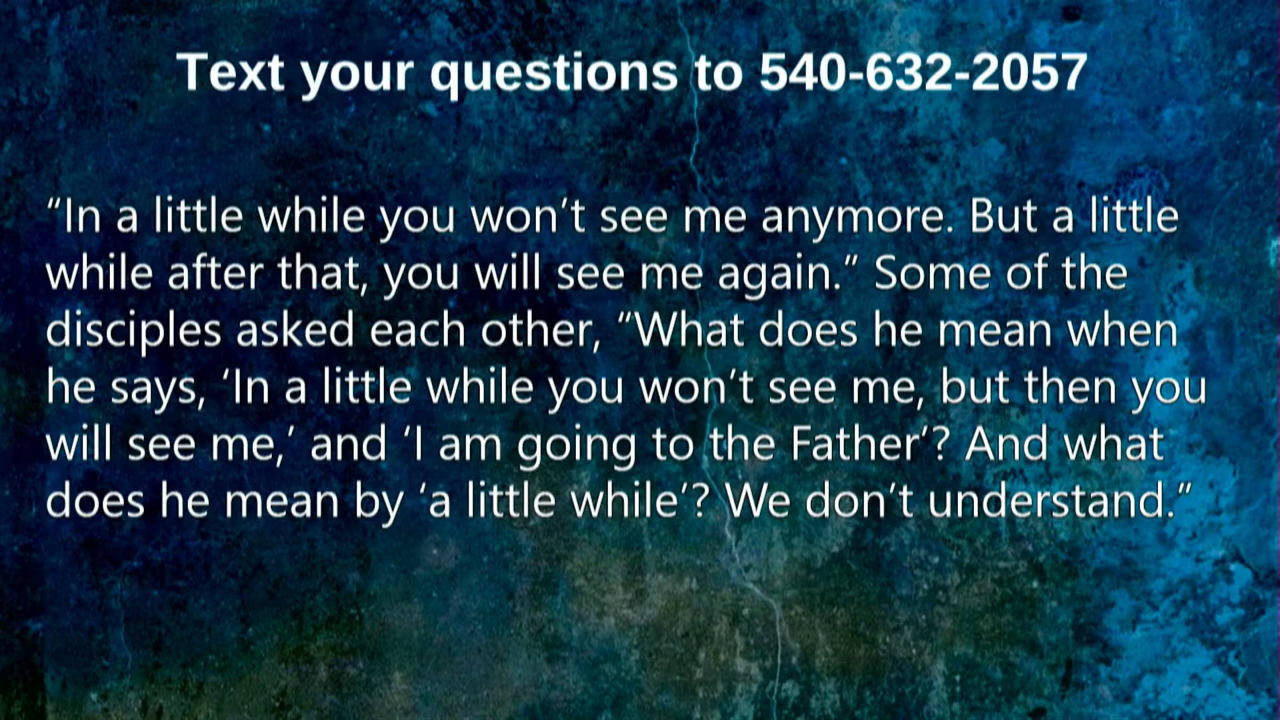 Text your questions to 540-632-2057
“In a little while you won’t see me anymore. But a little
while after that, you will see me again.” Some of the
disciples asked each other, “What does he mean when
he says, ‘In a little while you won’t see me, but then you
will see me,’ and ‘I am going to the Father’? And what
does he mean by ‘a little while’? We don’t understand.”